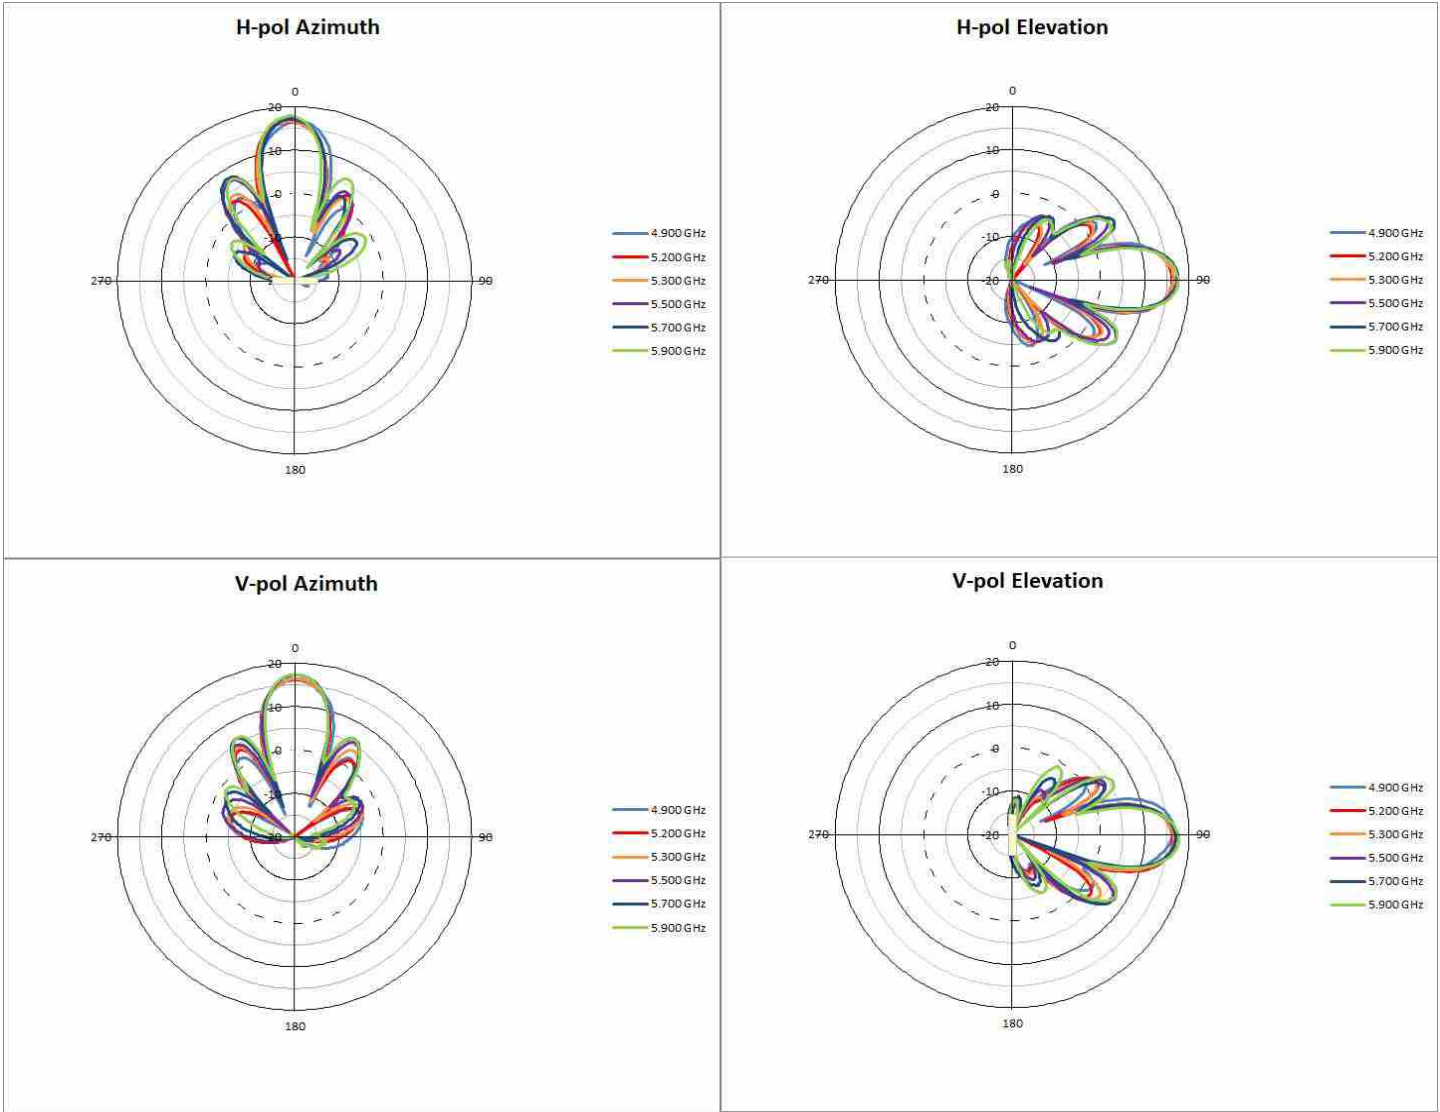 H-pol Azimuth
0
20
10
-0
-10
270
90
180
4.900 GHz
5.200 GHz
5.300 GHz
5.500 GHz
5.700 GHz
5.900 GHz
H-pol Elevation
0
20
10
-0
-10
-20
270
90
180
4.900 GHz
5.200 GHz
5.300 GHz
5.500 GHz
5.700 GHz
5.900 GHz
V-pol Azimuth
0
20
10
-0
-10
-20
270
90
180
4.900 GHz
5.200 GHz
5.300 GHz
5.500 GHz
5.700 GHz
5.900 GHz
V-pol Elevation
0
20
10
-0
-10
-20
270
90
180
4.900 GHz
5.200 GHz
5.300 GHz
5.500 GHz
5.700 GHz
5.900 GHz